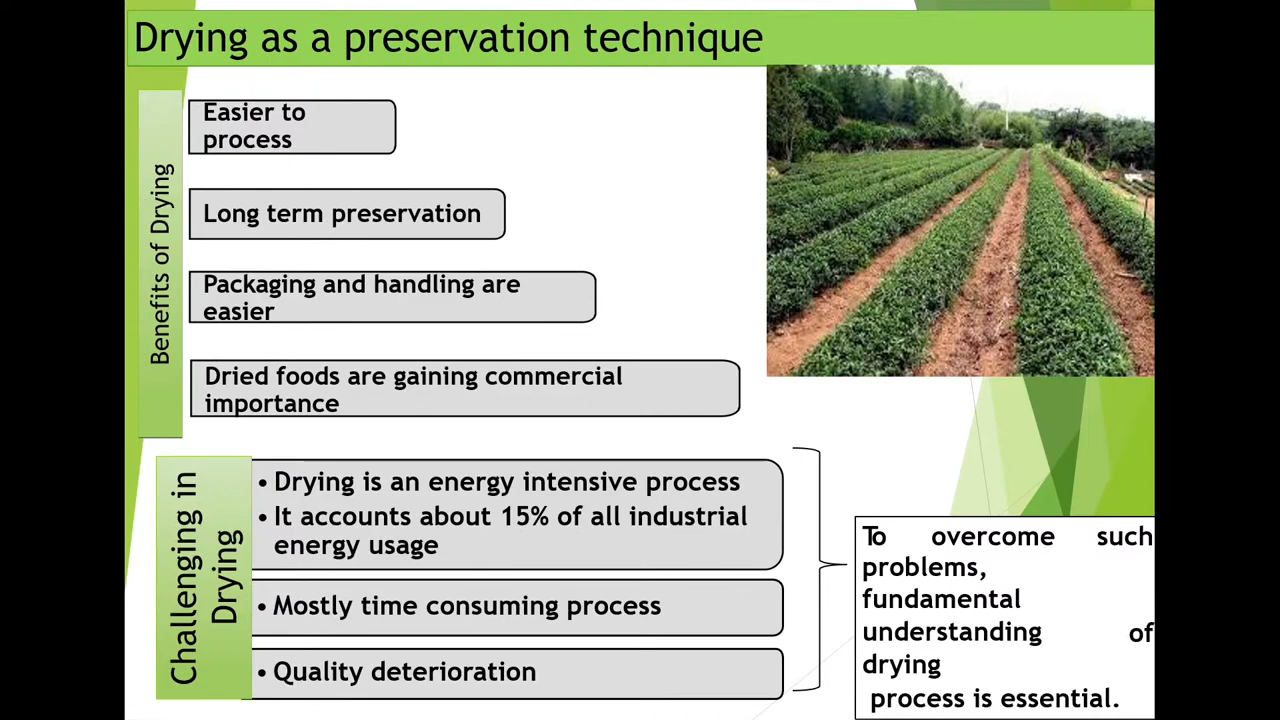 Drying as a preservation technique
Benefits of Drying
Easier to
process
Long term preservation
Packaging and handling are
easier
Dried foods are gaining commercial
importance
Challenging in
Drying
• Drying is an energy intensive process
• It accounts about 15% of all industrial
energy usage
• Mostly time consuming process
• Quality deterioration
To overcome such
problems,
fundamental
understanding of
drying
process is essential.